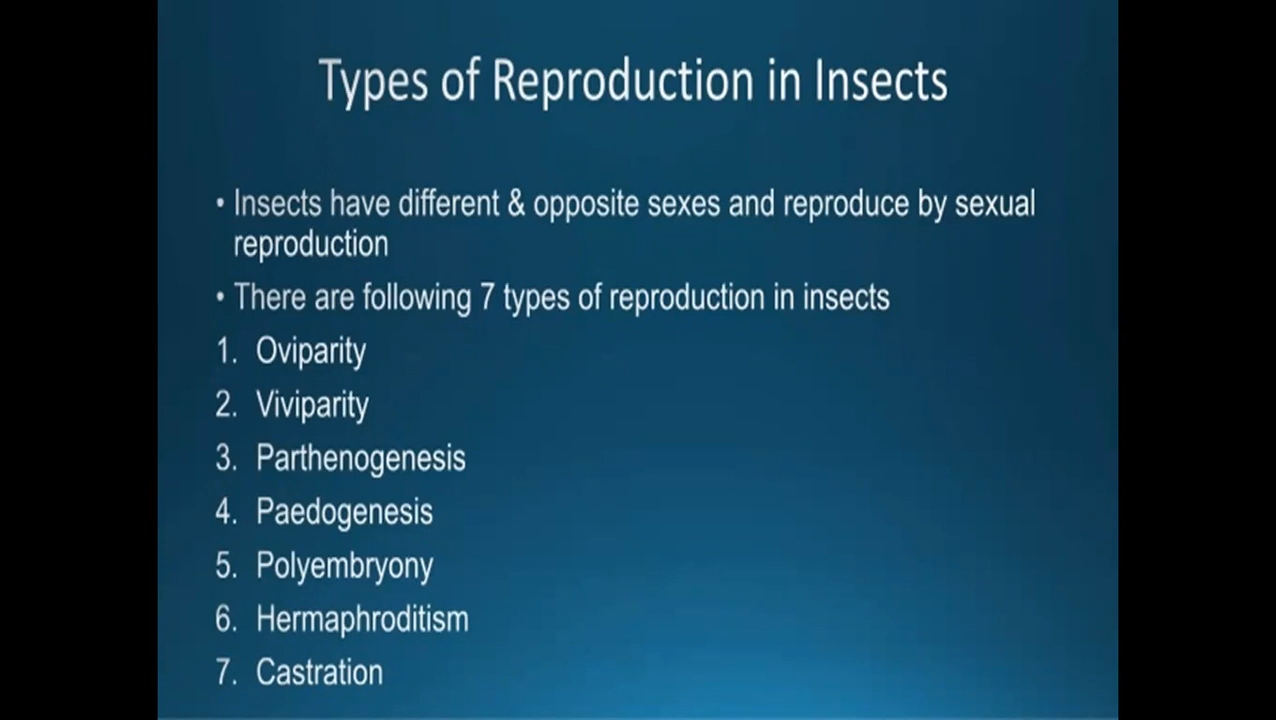 Types of Reproduction in Insects
• Insects have different & opposite sexes and reproduce by sexual
reproduction
• There are following 7 types of reproduction in insects
1. Oviparity
2. Viviparity
3. Parthenogenesis
4. Paedogenesis
5. Polyembryony
6. Hermaphroditism
7. Castration